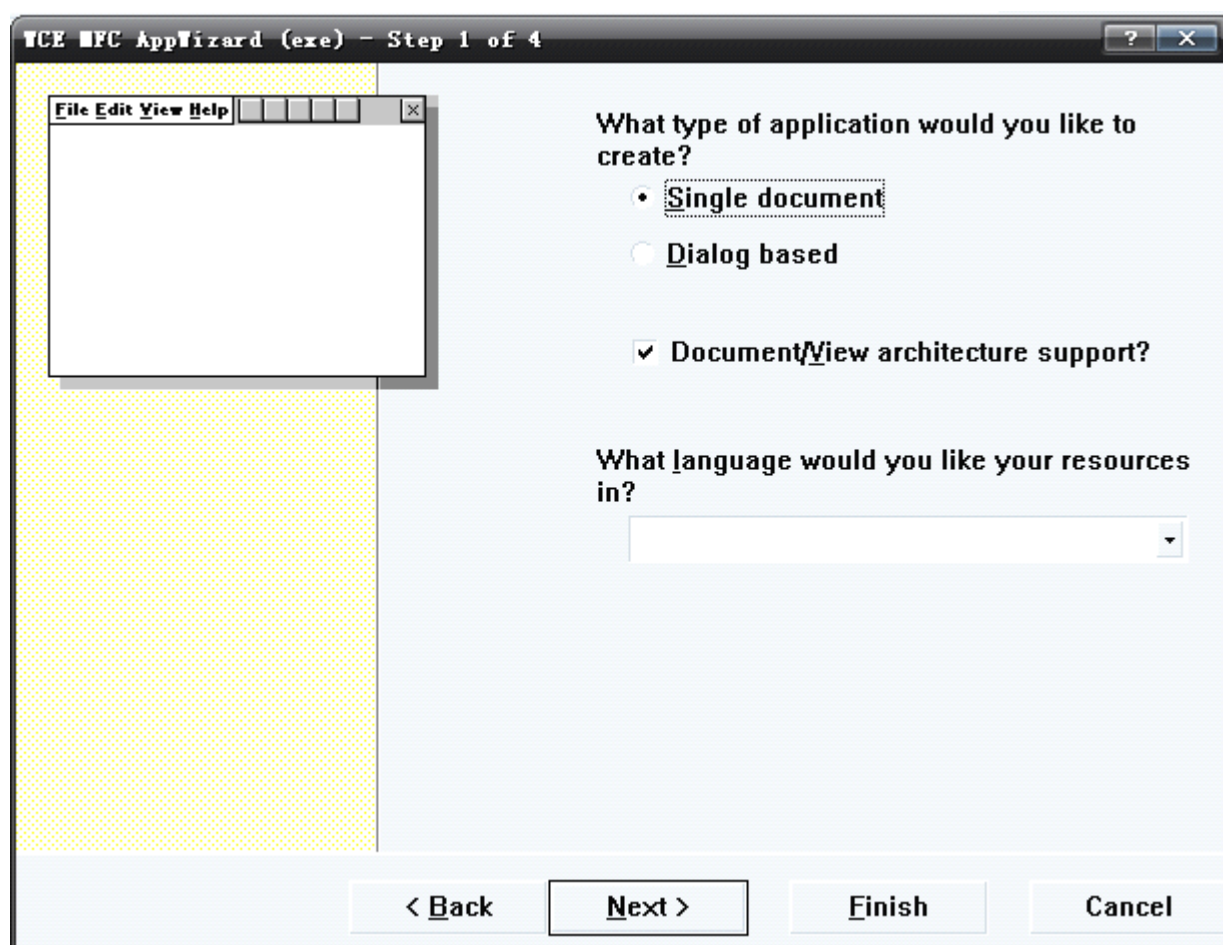 WCE MFC AppWizard (exe) - Step 1 of 4
File Edit View Help
What type of application would you like to
create?
Single document
Dialog based
Document/View architecture support?
What language would you like your resources
in?
< Back Next > Finish Cancel